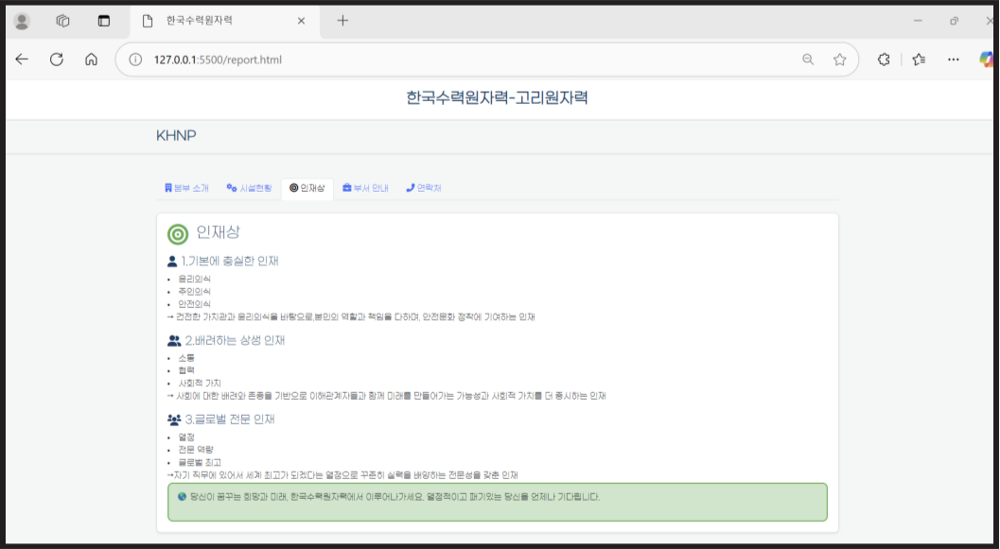 한국수력원자력
127.0.0.1:5500/report.html
한국수력원자력-고리원자력
KHNP
본부 소개 시설현황 인재상 부서 안내 연락처
인재상
1.기본에 충실한 인재
• 윤리의식
• 주인의식
• 안전의식
→ 건전한 가치관과 윤리의식을 바탕으로,본인의 역할과 책임을 다하며, 안전문화 정착에 기여하는 인재
2.배려하는 상생 인재
• 소통
• 협력
• 사회적 가치
→ 사회에 대한 배려와 존중을 기반으로 이해관계자들과 함께 미래를 만들어가는 가능성과 사회적 가치를 더 중시하는 인재
3.글로벌 전문 인재
• 열정
• 전문 역량
• 글로벌 최고
→자기 직무에 있어서 세계 최고가 되겠다는 열정으로 꾸준히 실력을 배양하는 전문성을 갖춘 인재
당신이 꿈꾸는 희망과 미래, 한국수력원자력에서 이루어나가세요. 열정적이고 패기있는 당신을 언제나 기다립니다.